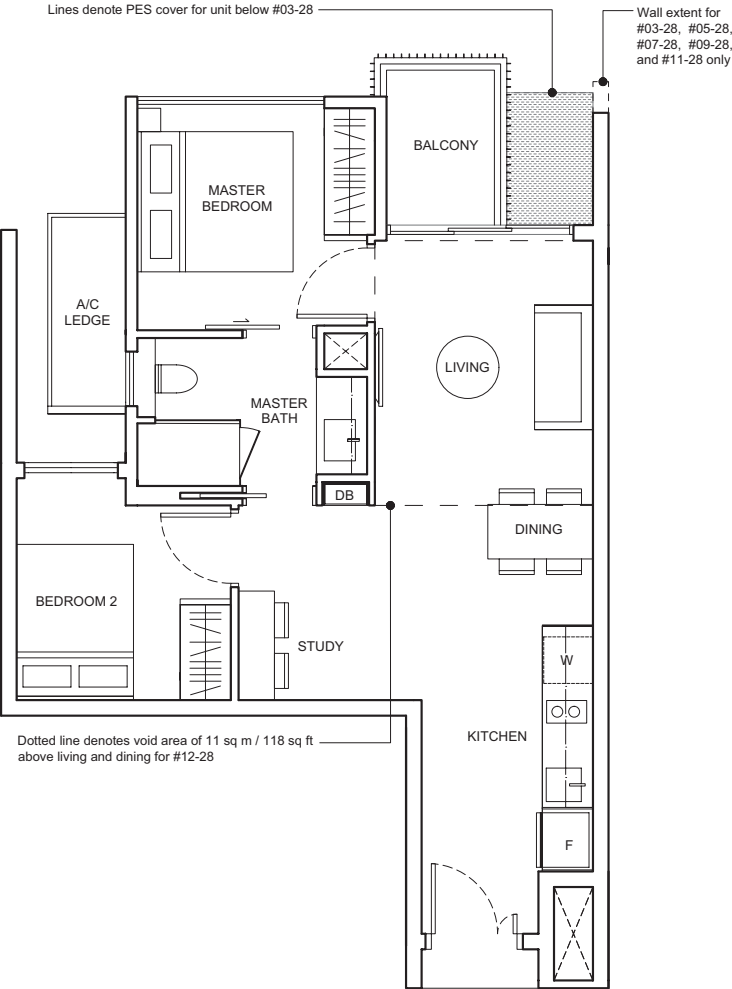 Lines denote PES cover for unit below #03-28
Wall extent for
#03-28, #05-28,
#07-28, #09-28,
and #11-28 only
BALCONY
MASTER
BEDROOM
A/C
LEDGE
LIVING
MASTER
BATH
DB
DINING
BEDROOM 2
STUDY
W
KITCHEN
Dotted line denotes void area of 11 sq m / 118 sq ft
above living and dining for #12-28
F